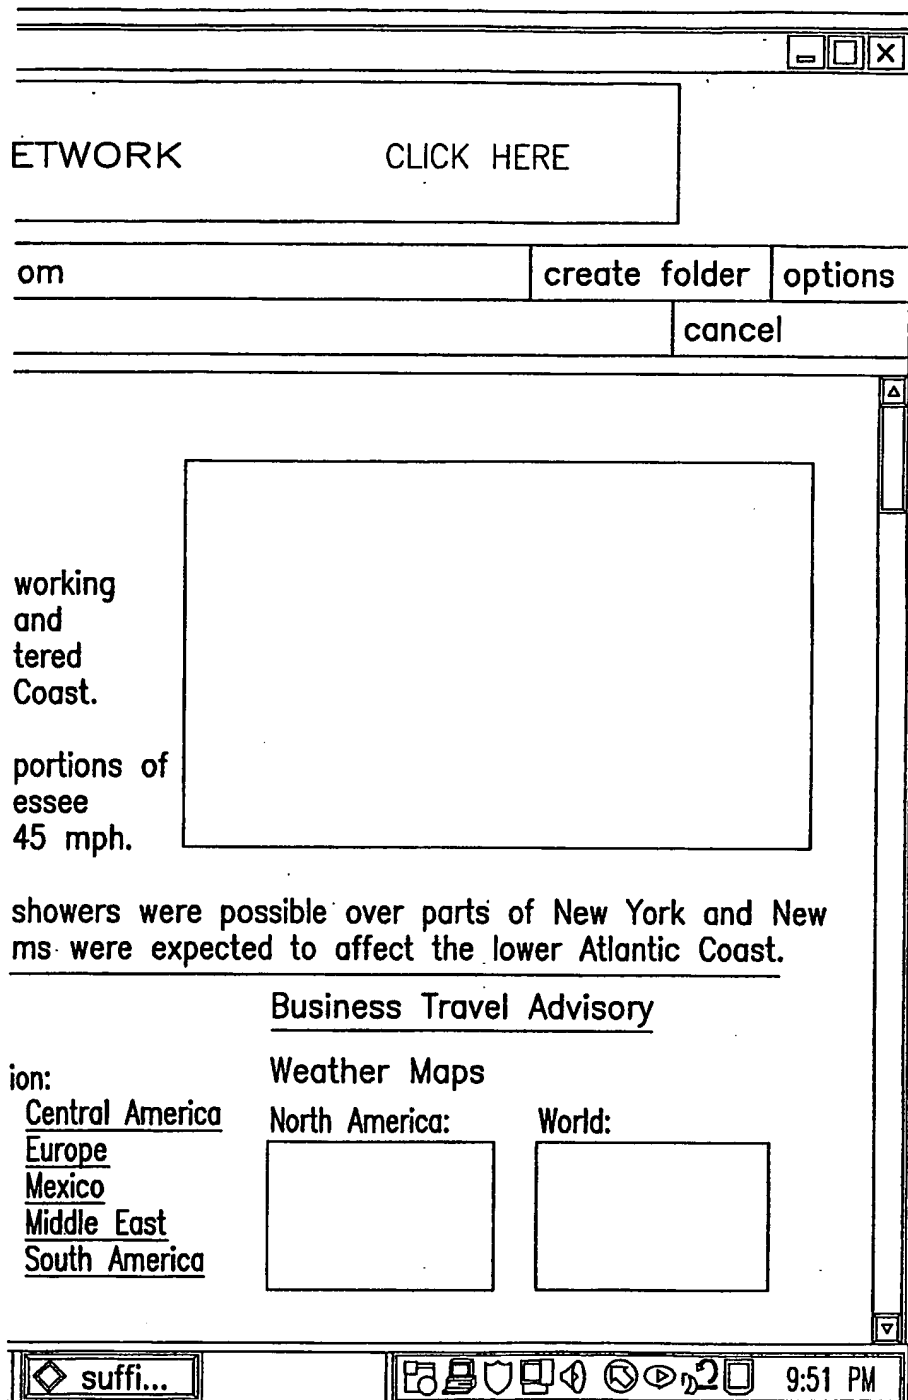 ETWORK CLICK HERE
om create folder options
cancel
working
and
tered
Coast.
portions of
essee
45 mph.
showers were possible over parts of New York and New
ms were expected to affect the lower Atlantic Coast.
Business Travel Advisory
ion:
Central America
Europe
Mexico
Middle East
South America
Weather Maps
North America: World:
suffi... 9:51 PM